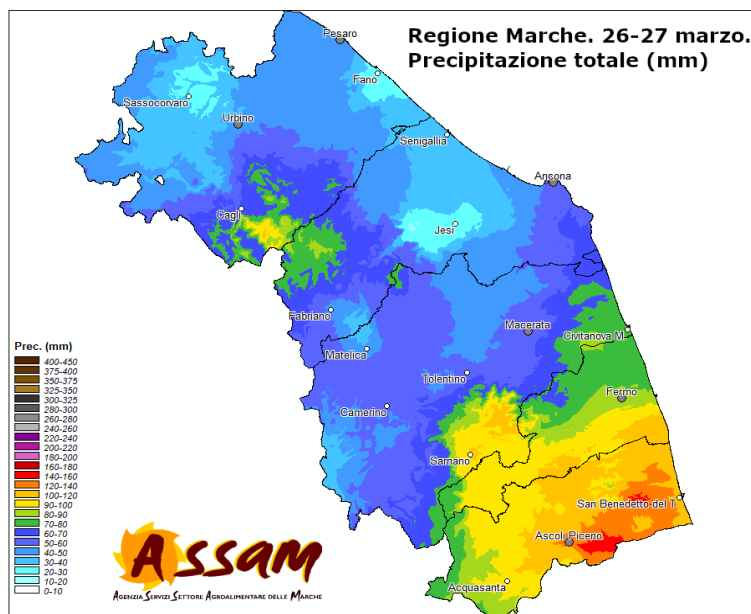 Regione Marche. 26-27 marzo.
Precipitazione totale (mm)
Pesaro
Fano
Sassocorvaro
Urbino
Senigallia
Ancona
Cagli
Jesi
Fabriano
Macerata
Civitanova M
Matelica
Tolentino
Fermo
Camerino
Sarnano
San Benedetto del T.
Ascoli Piceno
Acquasanta
Prec. (mm)
400-450
375-400
350-375
325-350
300-325
280-300
260-280
240-260
220-240
200-220
180-200
160-180
140-160
120-140
100-120
90-100
80-90
70-80
60-70
50-60
40-50
30-40
20-30
10-20
0-10
ASSAM
AGENZIA SERVIZI SETTORE AGROALIMENTARE DELLE MARCHE